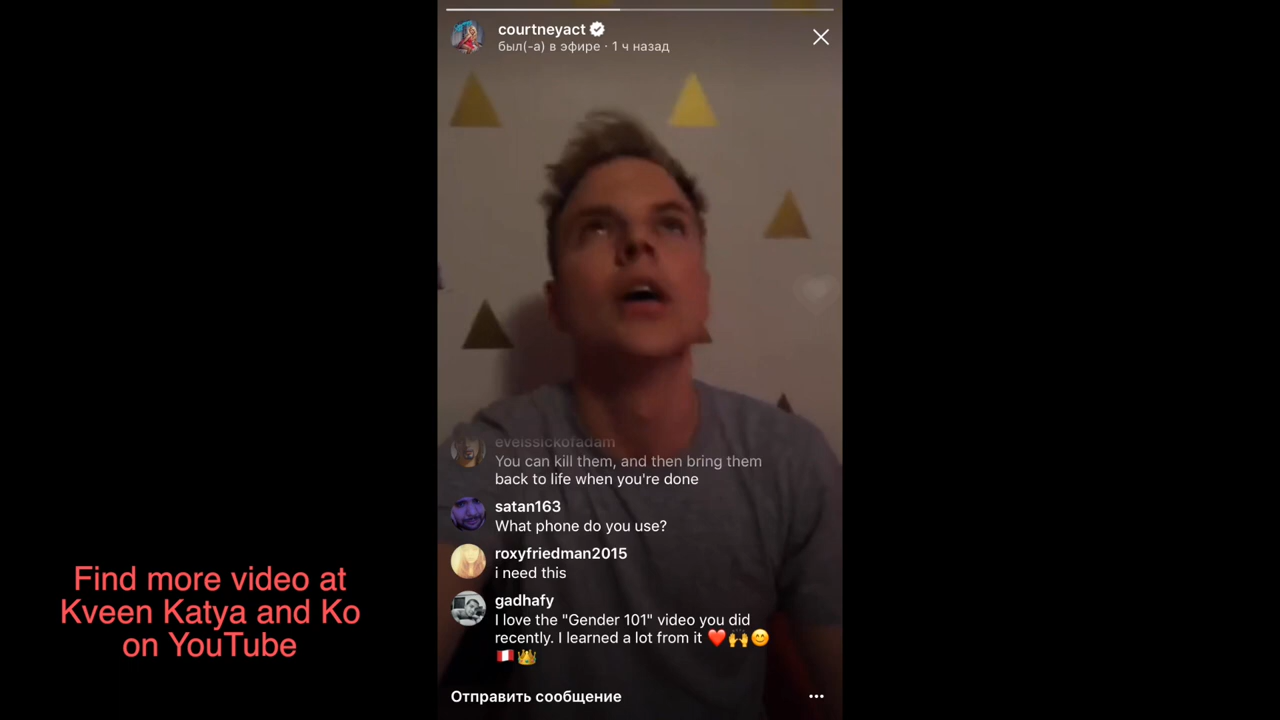 courtneyact
был(-а) в эфире · 1 ч назад
eveissickofadam
You can kill them, and then bring them
back to life when you're done
satan163
What phone do you use?
roxyfriedman2015
i need this
gadhafy
I love the "Gender 101" video you did
recently. I learned a lot from it ❤️🙌😊
🇵🇪👑
Отправить сообщение
Find more video at
Kveen Katya and Ko
on YouTube